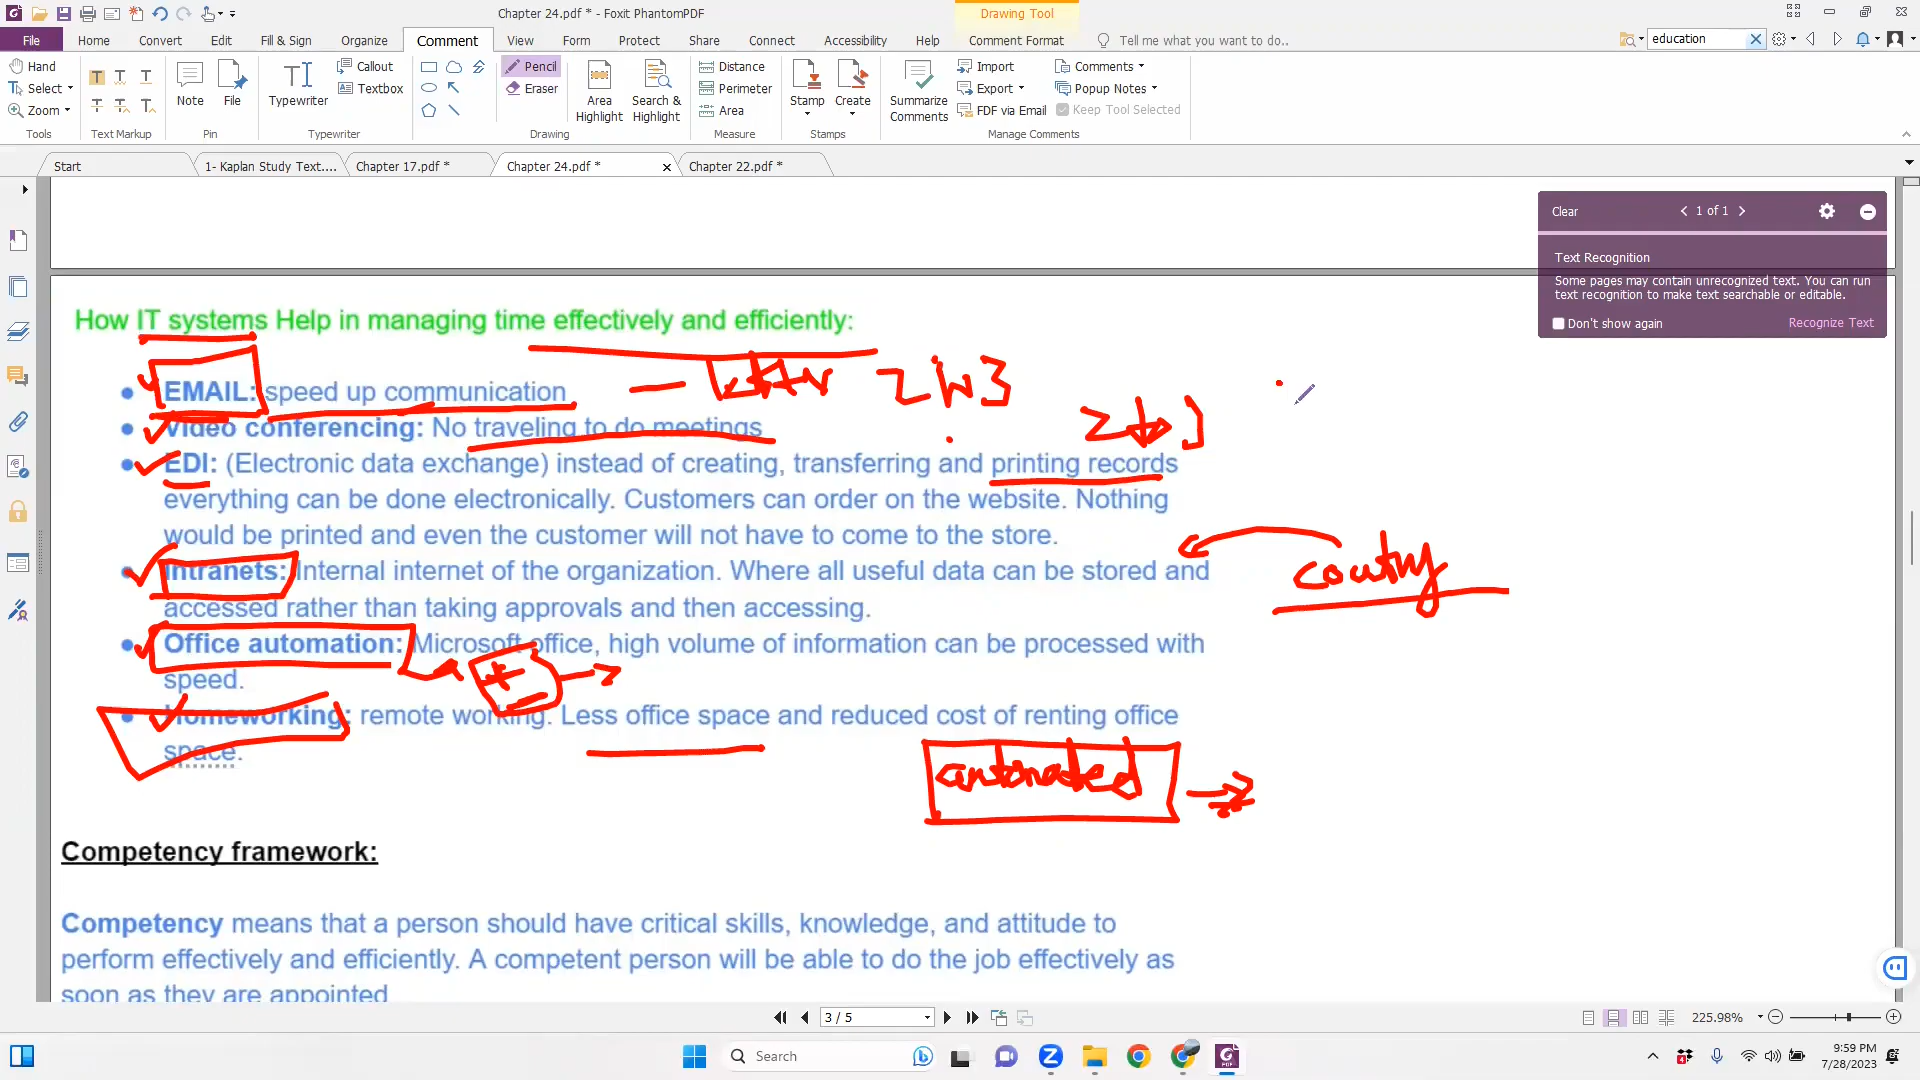 Chapter 24.pdf * - Foxit PhantomPDF
Drawing Tool
File Home Convert Edit Fill & Sign Organize Comment View Form Protect Share Connect Accessibility Help Comment Format Tell me what you want to do.. education
Hand
Select
Zoom
Tools
Text Markup
Note
File
Pin
Typewriter
Callout
Textbox
Typewriter
Pencil
Eraser
Area Highlight
Search & Highlight
Drawing
Distance
Perimeter
Area
Measure
Stamp
Create
Stamps
Summarize Comments
Import
Export
FDF via Email
Comments
Popup Notes
Keep Tool Selected
Manage Comments
Start 1- Kaplan Study Text.... Chapter 17.pdf * Chapter 24.pdf * Chapter 22.pdf *
Clear 1 of 1
Text Recognition
Some pages may contain unrecognized text. You can run
text recognition to make text searchable or editable.
Don't show again Recognize Text
How IT systems Help in managing time effectively and efficiently:
EMAIL: speed up communication
letter
Video conferencing: No traveling to do meetings
EDI: (Electronic data exchange) instead of creating, transferring and printing records
everything can be done electronically. Customers can order on the website. Nothing
would be printed and even the customer will not have to come to the store.
Intranets: Internal internet of the organization. Where all useful data can be stored and
accessed rather than taking approvals and then accessing.
country
Office automation: Microsoft office, high volume of information can be processed with
speed.
Homeworking: remote working. Less office space and reduced cost of renting office
space.
automated
Competency framework:
Competency means that a person should have critical skills, knowledge, and attitude to
perform effectively and efficiently. A competent person will be able to do the job effectively as
soon as they are appointed
3 / 5
225.98%
Search
9:59 PM
7/28/2023